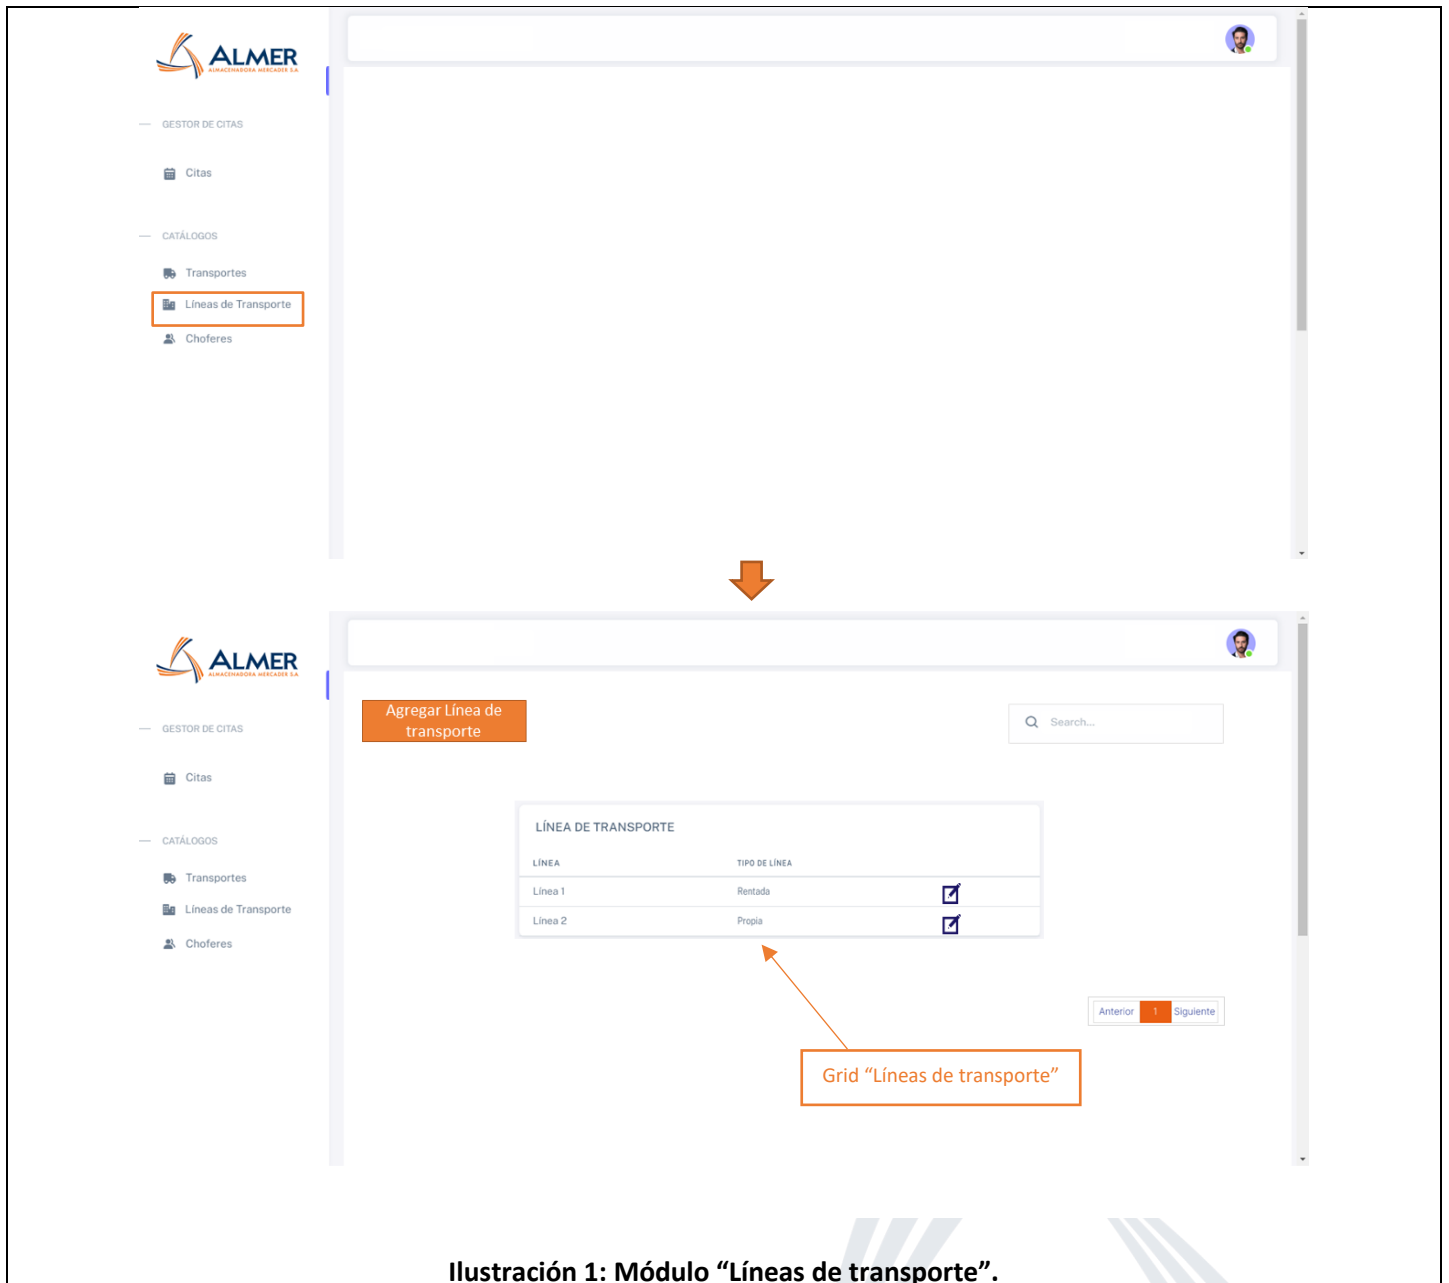 ALMER
ALMACENADORA MERCADER S.A
GESTOR DE CITAS
Citas
CATÁLOGOS
Transportes
Líneas de Transporte
Choferes
ALMER
ALMACENADORA MERCADER S.A
GESTOR DE CITAS
Citas
CATÁLOGOS
Transportes
Líneas de Transporte
Choferes
Agregar Línea de
transporte
Search...
LÍNEA DE TRANSPORTE
LÍNEA TIPO DE LÍNEA
Línea 1 Rentada
Línea 2 Propia
Anterior 1 Siguiente
Grid “Líneas de transporte”
Ilustración 1: Módulo “Líneas de transporte”.